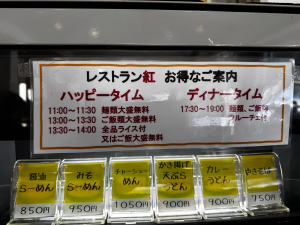 レストラン紅 お得なご案内
ハッピータイム
11:00〜11:30 麺類大盛無料
13:00〜13:30 ご飯類大盛無料
13:30〜14:00 全品ライス付
又はご飯大盛無料
ディナータイム
17:30〜19:00 麺類、ご飯類
フルーチェ付
醤油
らーめん
850円
みそ
らーめん
950円
チャーシュー
めん
1050円
かき揚げ
天ぷら
うどん
900円
カレー
うどん
900円
やきそば
750円